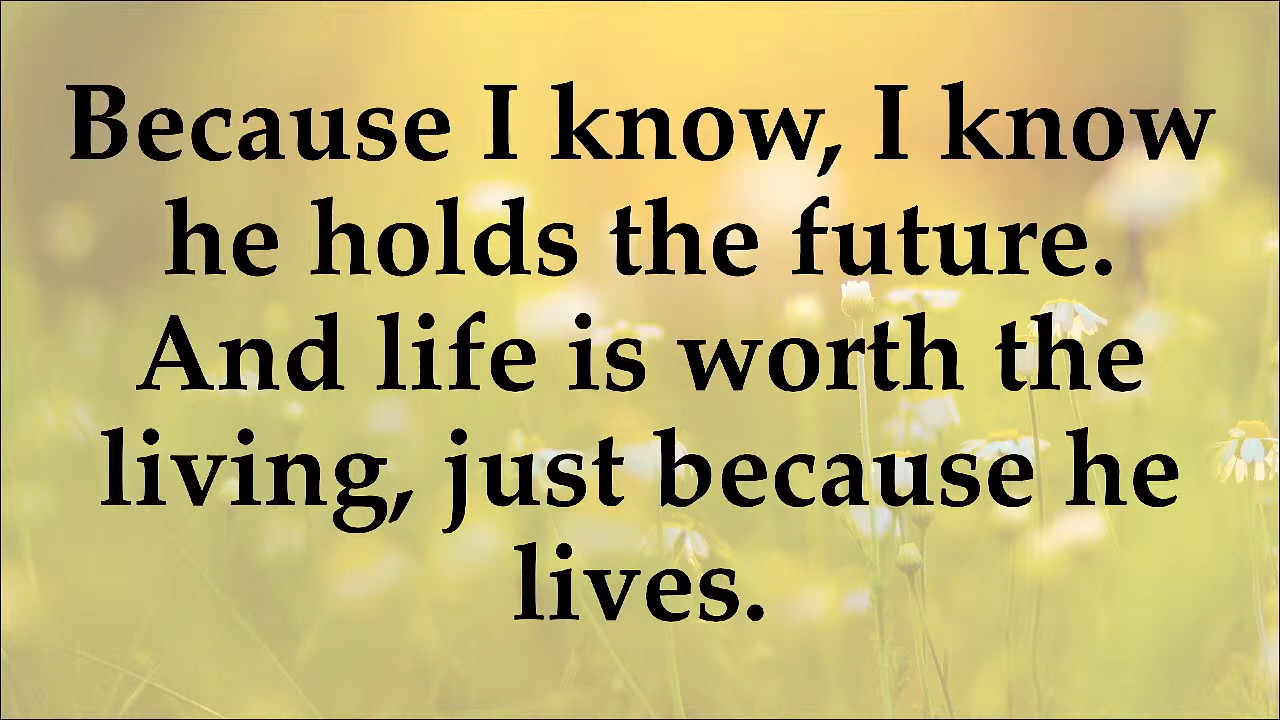 Because I know, I know
he holds the future.
And life is worth the
living, just because he
lives.